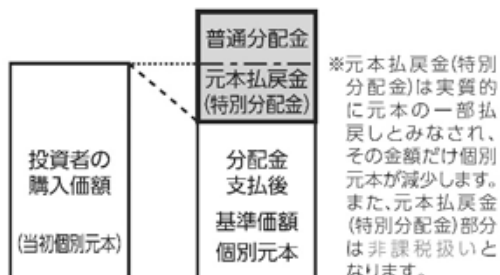 普通分配金
元本払戻金
(特別分配金)
投資者の
購入価額
(当初個別元本)
分配金
支払後
基準価額
個別元本
※元本払戻金(特別
分配金)は実質的
に元本の一部払
戻しとみなされ、
その金額だけ個別
元本が減少します。
また、元本払戻金
(特別分配金)部分
は非課税扱いと
なります。